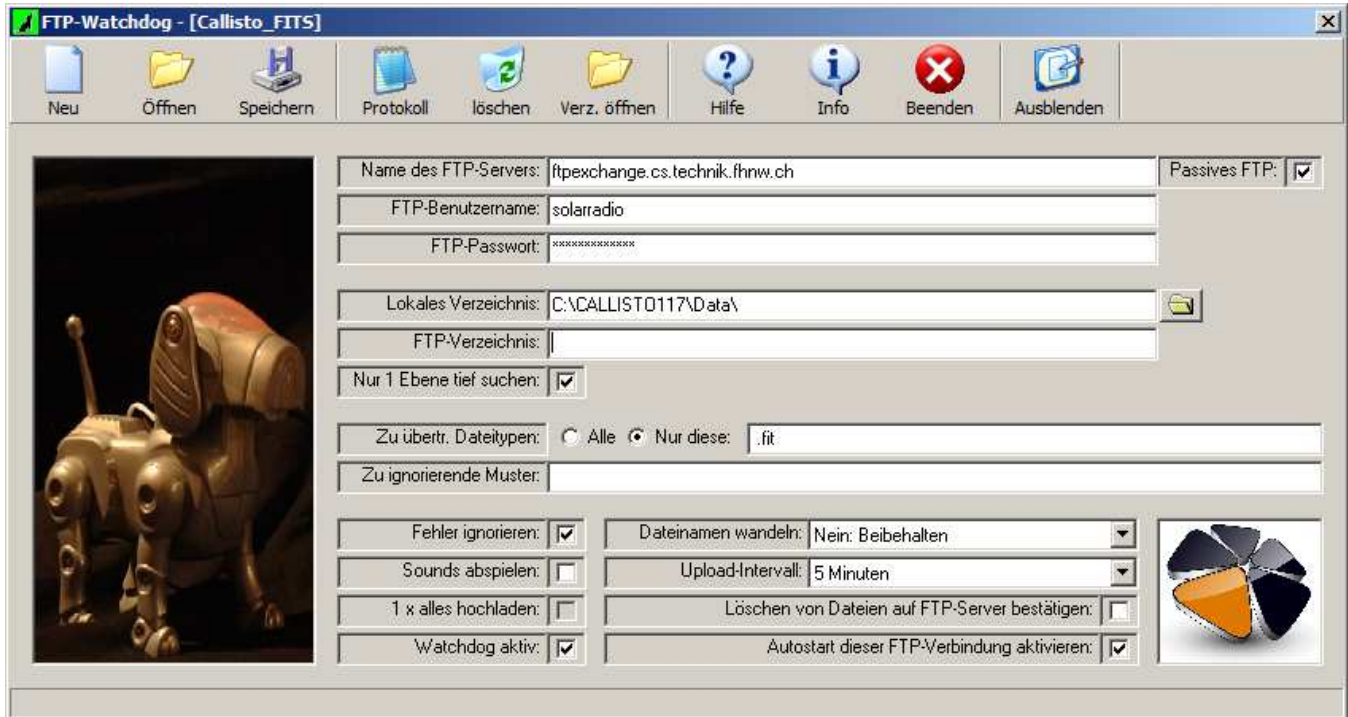 FTP-Watchdog - [Callisto_FITS]
Neu Öffnen Speichern Protokoll löschen Verz. öffnen Hilfe Info Beenden Ausblenden
Name des FTP-Servers: ftpexchange.cs.technik.fhnw.ch Passives FTP:
FTP-Benutzername: solarradio
FTP-Passwort: *************
Lokales Verzeichnis: C:\CALLISTO117\Data\
FTP-Verzeichnis:
Nur 1 Ebene tief suchen:
Zu übertr. Dateitypen: Alle Nur diese: .fit
Zu ignorierende Muster:
Fehler ignorieren: Dateinamen wandeln: Nein: Beibehalten
Sounds abspielen: Upload-Intervall: 5 Minuten
1 x alles hochladen: Löschen von Dateien auf FTP-Server bestätigen:
Watchdog aktiv: Autostart dieser FTP-Verbindung aktivieren: